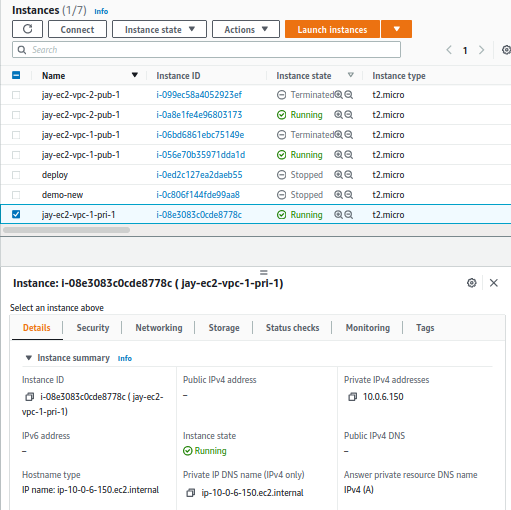 Instances (1/7) Info
Connect Instance state Actions Launch instances
Search 1
Name Instance ID Instance state Instance type
jay-ec2-vpc-2-pub-1 i-099ec58a4052923ef Terminated t2.micro
jay-ec2-vpc-2-pub-1 i-0a8e1fe4e96803173 Running t2.micro
jay-ec2-vpc-1-pub-1 i-06bd6861ebc75149e Terminated t2.micro
jay-ec2-vpc-1-pub-1 i-056e70b35971dda1d Running t2.micro
deploy i-0ed2c127ea2daeb55 Stopped t2.micro
demo-new i-0c806f144fde99aa8 Stopped t2.micro
jay-ec2-vpc-1-pri-1 i-08e3083c0cde8778c Running t2.micro
Instance: i-08e3083c0cde8778c ( jay-ec2-vpc-1-pri-1)
Select an instance above
Details Security Networking Storage Status checks Monitoring Tags
Instance summary Info
Instance ID Public IPv4 address Private IPv4 addresses
i-08e3083c0cde8778c ( jay-ec2- – 10.0.6.150
vpc-1-pri-1)
IPv6 address Instance state Public IPv4 DNS
– Running –
Hostname type Private IP DNS name (IPv4 only) Answer private resource DNS name
IP name: ip-10-0-6-150.ec2.internal ip-10-0-6-150.ec2.internal IPv4 (A)